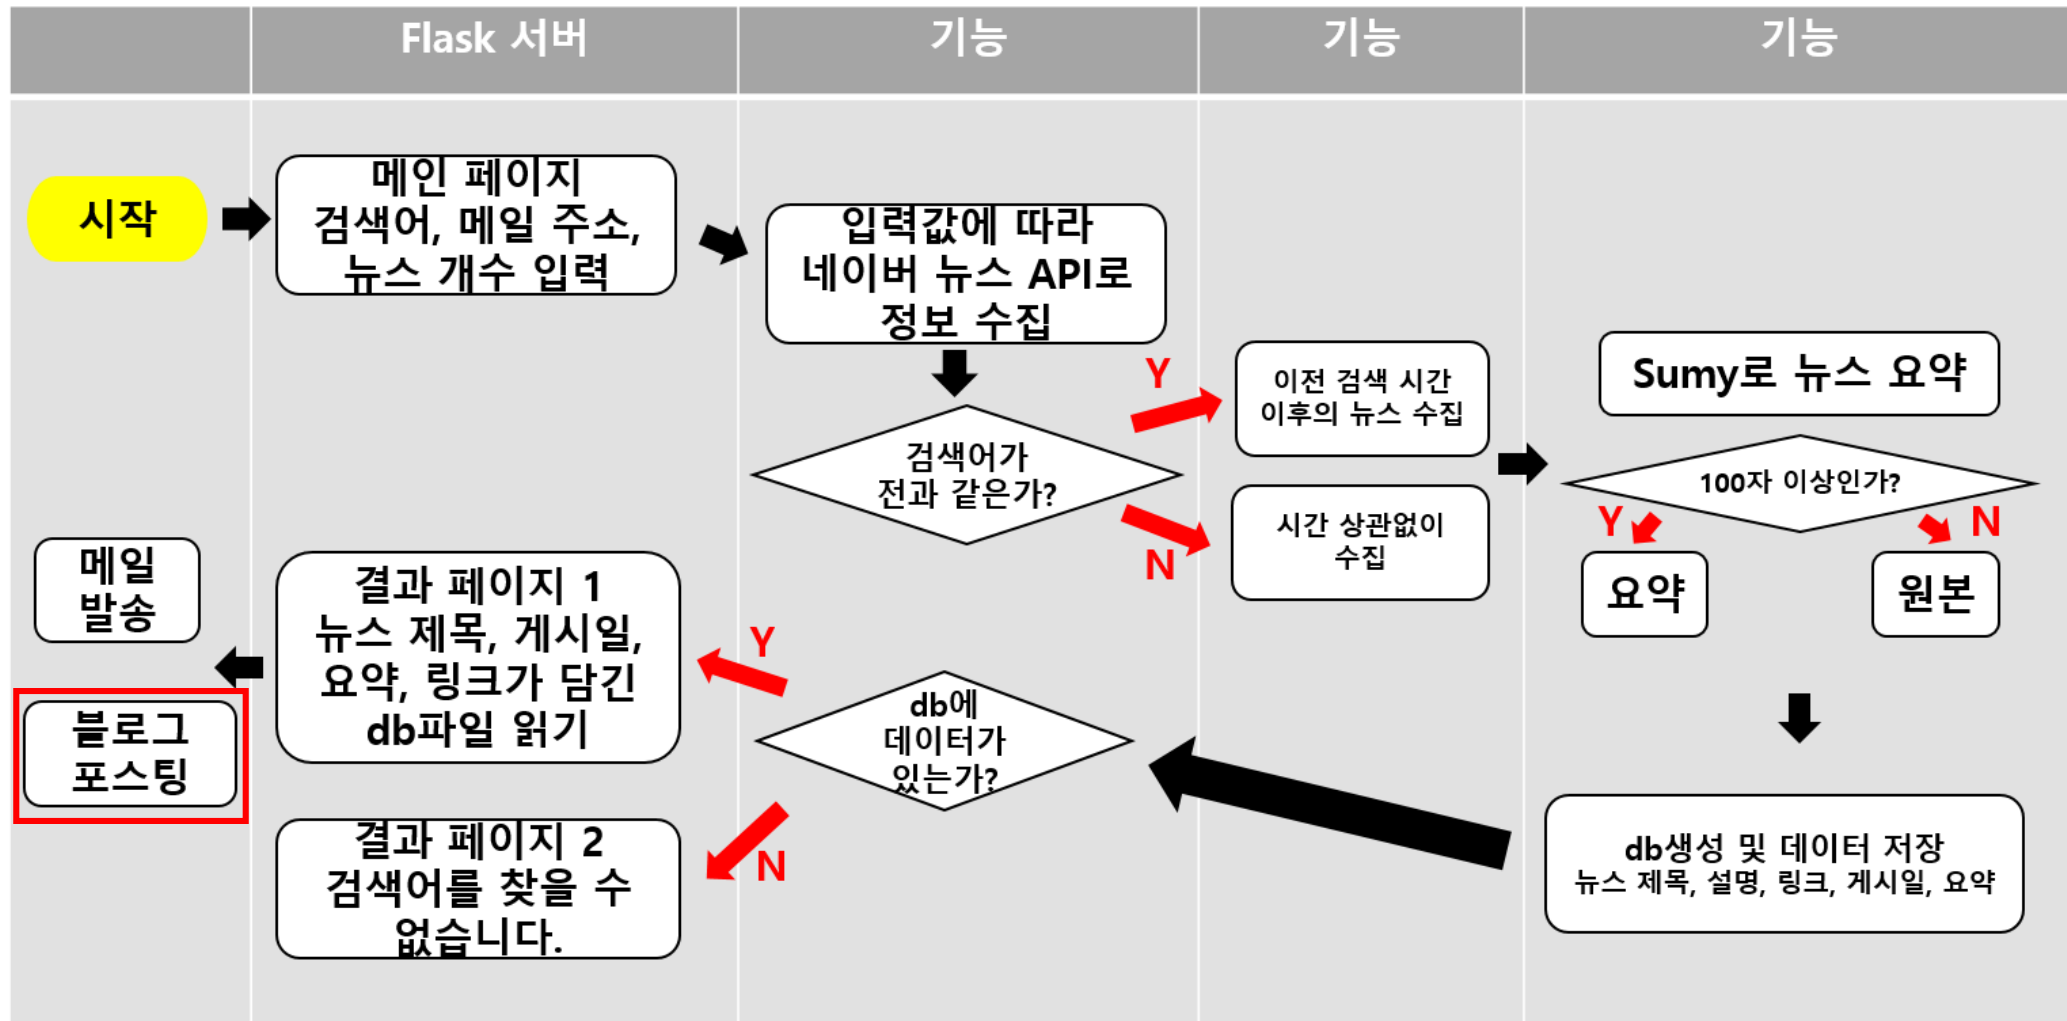 Flask 서버
기능
기능
기능
시작
메인 페이지
검색어, 메일 주소,
뉴스 개수 입력
입력값에 따라
네이버 뉴스 API로
정보 수집
검색어가
전과 같은가?
Y
N
이전 검색 시간
이후의 뉴스 수집
시간 상관없이
수집
Sumy로 뉴스 요약
100자 이상인가?
Y
N
요약
원본
db생성 및 데이터 저장
뉴스 제목, 설명, 링크, 게시일, 요약
db에
데이터가
있는가?
Y
N
결과 페이지 1
뉴스 제목, 게시일,
요약, 링크가 담긴
db파일 읽기
결과 페이지 2
검색어를 찾을 수
없습니다.
메일
발송
블로그
포스팅